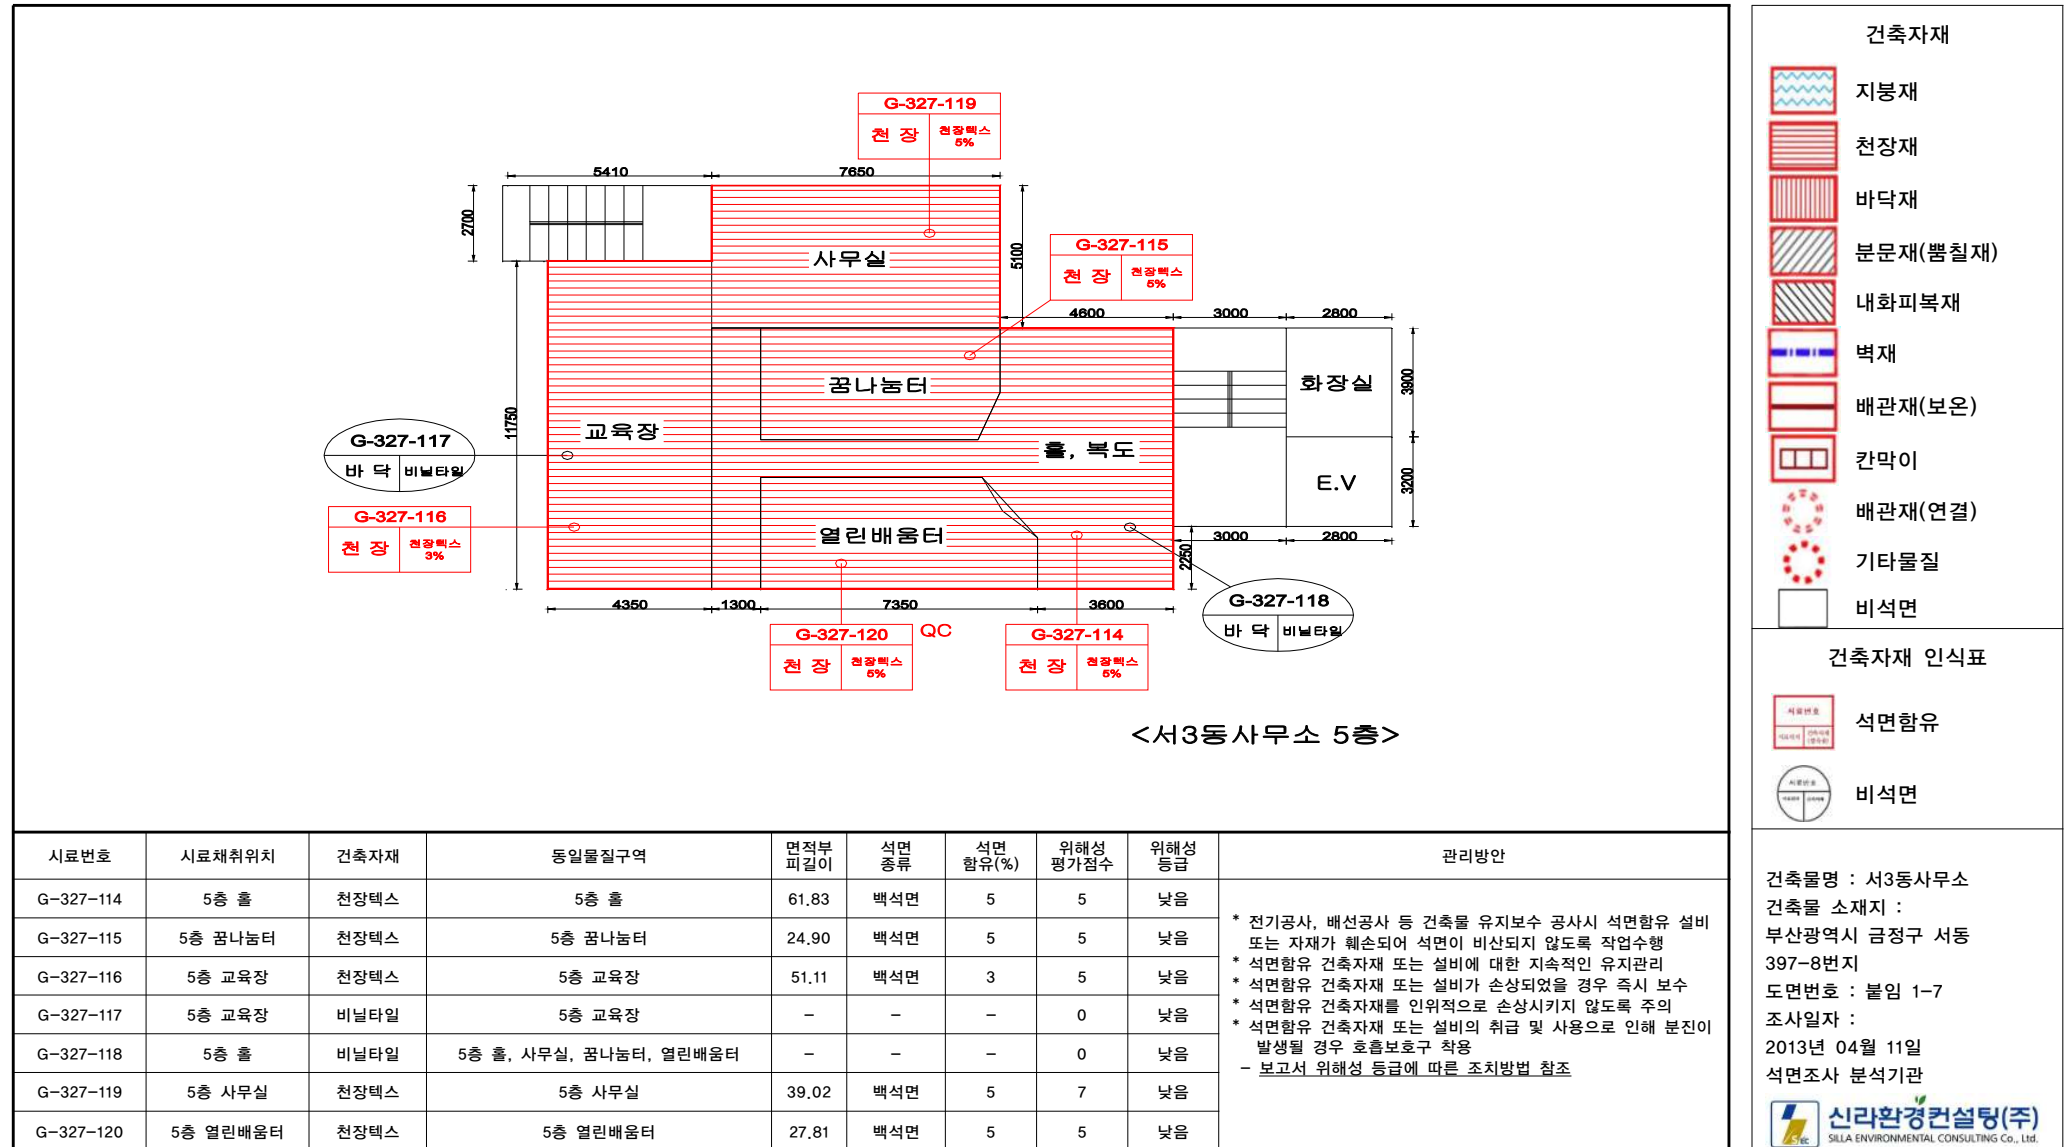 G-327-119
천 장 천장텍스 5%
5410
7650
2700
5100
사무실
G-327-115
천 장 천장텍스 5%
4600
3000
2800
꿈나눔터
화장실
3900
11750
교육장
G-327-117
바 닥 비닐타일
홀, 복도
E.V
3200
G-327-116
천 장 천장텍스 3%
열린배움터
3000
2800
2250
4350
1300
7350
3600
G-327-118
바 닥 비닐타일
G-327-120
QC
천 장 천장텍스 5%
G-327-114
천 장 천장텍스 5%
<서3동사무소 5층>
시료번호 시료채취위치 건축자재 동일물질구역 면적부피길이 석면종류 석면함유(%) 위해성평가점수 위해성등급 관리방안
G-327-114 5층 홀 천장텍스 5층 홀 61.83 백석면 5 5 낮음
G-327-115 5층 꿈나눔터 천장텍스 5층 꿈나눔터 24.90 백석면 5 5 낮음
G-327-116 5층 교육장 천장텍스 5층 교육장 51.11 백석면 3 5 낮음
G-327-117 5층 교육장 비닐타일 5층 교육장 - - - 0 낮음
G-327-118 5층 홀 비닐타일 5층 홀, 사무실, 꿈나눔터, 열린배움터 - - - 0 낮음
G-327-119 5층 사무실 천장텍스 5층 사무실 39.02 백석면 5 7 낮음
G-327-120 5층 열린배움터 천장텍스 5층 열린배움터 27.81 백석면 5 5 낮음
* 전기공사, 배선공사 등 건축물 유지보수 공사시 석면함유 설비
또는 자재가 훼손되어 석면이 비산되지 않도록 작업수행
* 석면함유 건축자재 또는 설비에 대한 지속적인 유지관리
* 석면함유 건축자재 또는 설비가 손상되었을 경우 즉시 보수
* 석면함유 건축자재를 인위적으로 손상시키지 않도록 주의
* 석면함유 건축자재 또는 설비의 취급 및 사용으로 인해 분진이
발생될 경우 호흡보호구 착용
- 보고서 위해성 등급에 따른 조치방법 참조
건축자재
지붕재
천장재
바닥재
분문재(뿜칠재)
내화피복재
벽재
배관재(보온)
칸막이
배관재(연결)
기타물질
비석면
건축자재 인식표
시료번호
석면함유
비석면
건축물명 : 서3동사무소
건축물 소재지 :
부산광역시 금정구 서동
397-8번지
도면번호 : 붙임 1-7
조사일자 :
2013년 04월 11일
석면조사 분석기관
신라환경컨설팅(주)
SILLA ENVIRONMENTAL CONSULTING Co., Ltd.